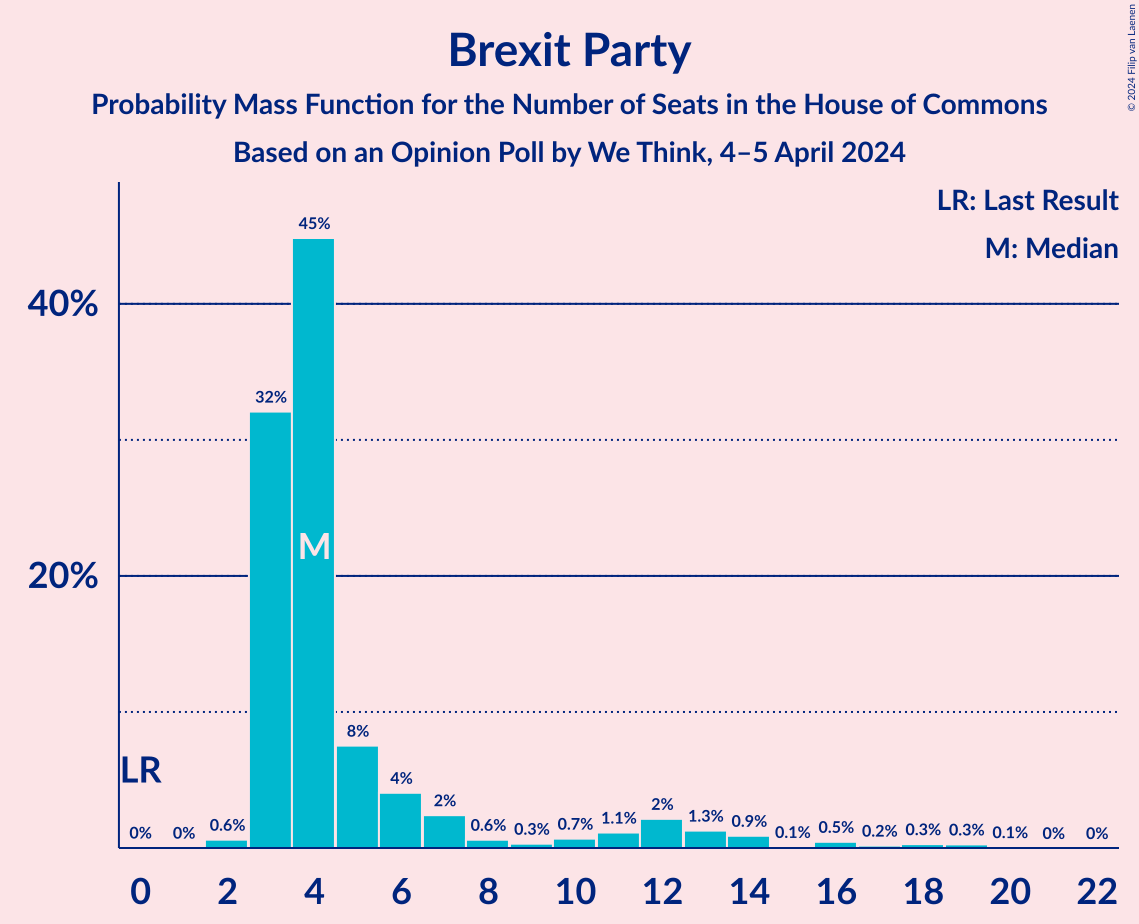 Brexit Party
Probability Mass Function for the Number of Seats in the House of Commons
Based on an Opinion Poll by We Think, 4–5 April 2024
© 2024 Filip van Laenen
LR: Last Result
M: Median
40%
20%
45%
32%
M
8%
LR
4%
2%
0% 0% 0.6% 0.6% 0.3% 0.7% 1.1% 2% 1.3% 0.9% 0.1% 0.5% 0.2% 0.3% 0.3% 0.1% 0% 0%
0 2 4 6 8 10 12 14 16 18 20 22